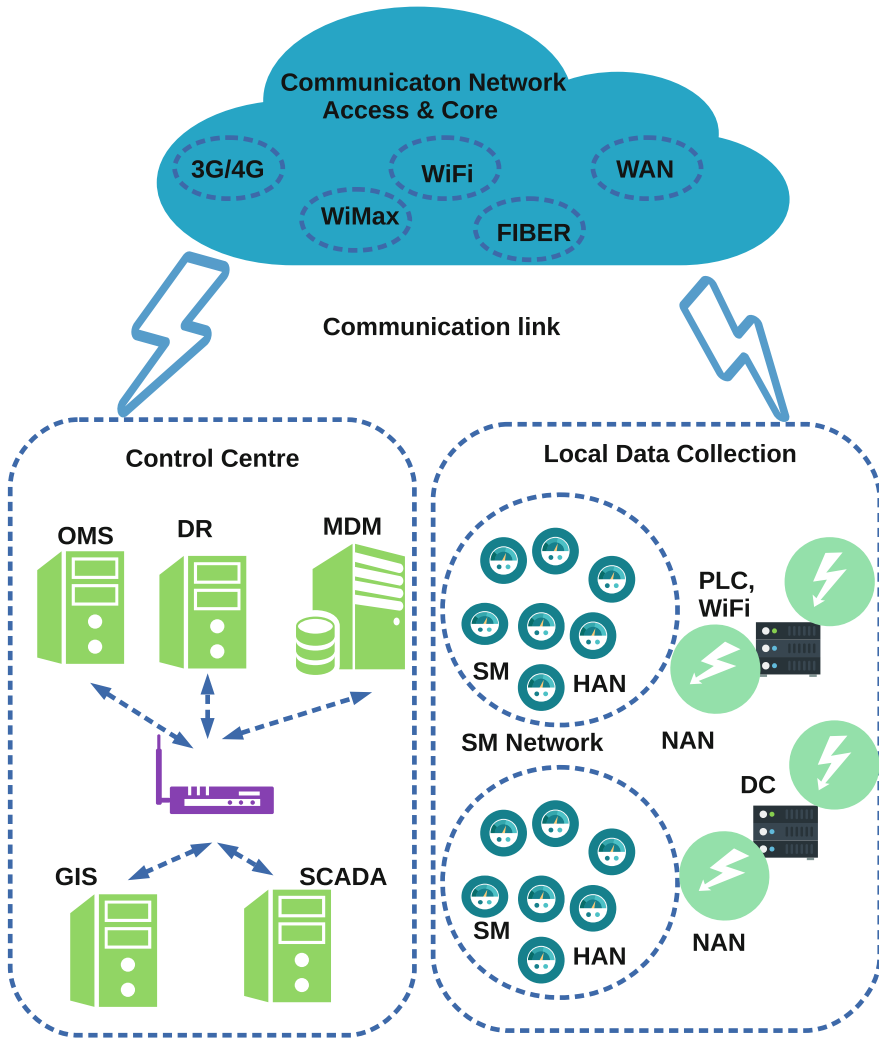 Communicaton Network
Access & Core
3G/4G
WiFi
WAN
WiMax
FIBER
Communication link
Control Centre
OMS
DR
MDM
GIS
SCADA
Local Data Collection
PLC,
WiFi
SM
HAN
SM Network
NAN
DC
SM
HAN
NAN